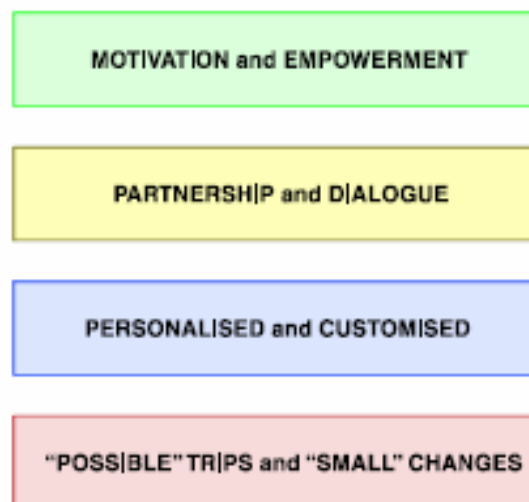 MOTIVATION and EMPOWERMENT
PARTNERSHIP and DIALOGUE
PERSONALISED and CUSTOMISED
“POSSIBLE” TRIPS and “SMALL” CHANGES